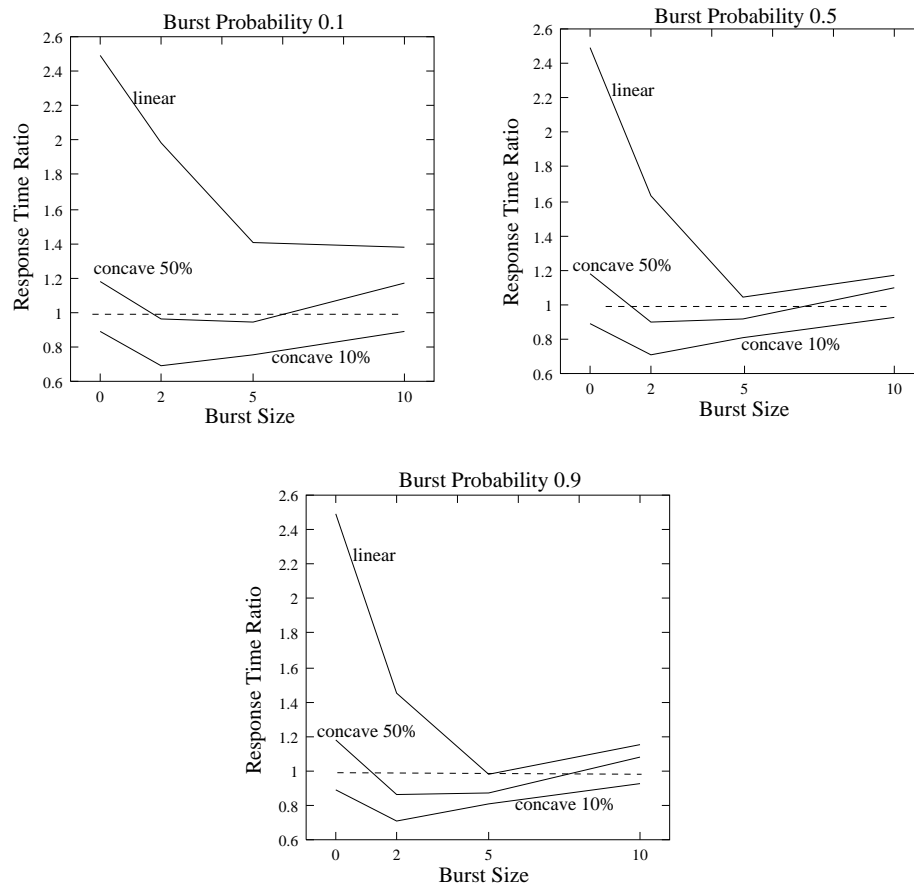 Burst Probability 0.1
2.6
2.4
2.2
2
1.8
1.6
1.4
1.2
1
0.8
0.6
Response Time Ratio
linear
concave 50%
concave 10%
0 2 5 10
Burst Size
Burst Probability 0.5
2.6
2.4
2.2
2
1.8
1.6
1.4
1.2
1
0.8
0.6
Response Time Ratio
linear
concave 50%
concave 10%
0 2 5 10
Burst Size
Burst Probability 0.9
2.6
2.4
2.2
2
1.8
1.6
1.4
1.2
1
0.8
0.6
Response Time Ratio
linear
concave 50%
concave 10%
0 2 5 10
Burst Size